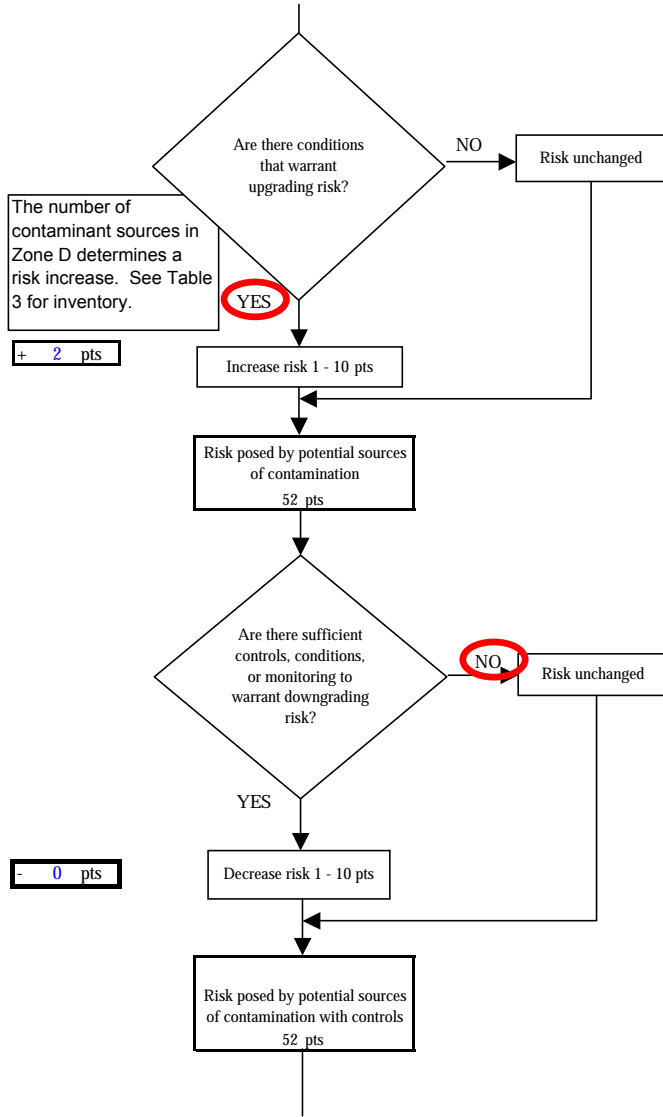 Are there conditions
that warrant
upgrading risk?
NO
Risk unchanged
The number of
contaminant sources in
Zone D determines a
risk increase.  See Table
3 for inventory.
YES
+ 2 pts
Increase risk 1 - 10 pts
Risk posed by potential sources
of contamination
52 pts
Are there sufficient
controls, conditions,
or monitoring to
warrant downgrading
risk?
NO
Risk unchanged
YES
- 0 pts
Decrease risk 1 - 10 pts
Risk posed by potential sources
of contamination with controls
52 pts